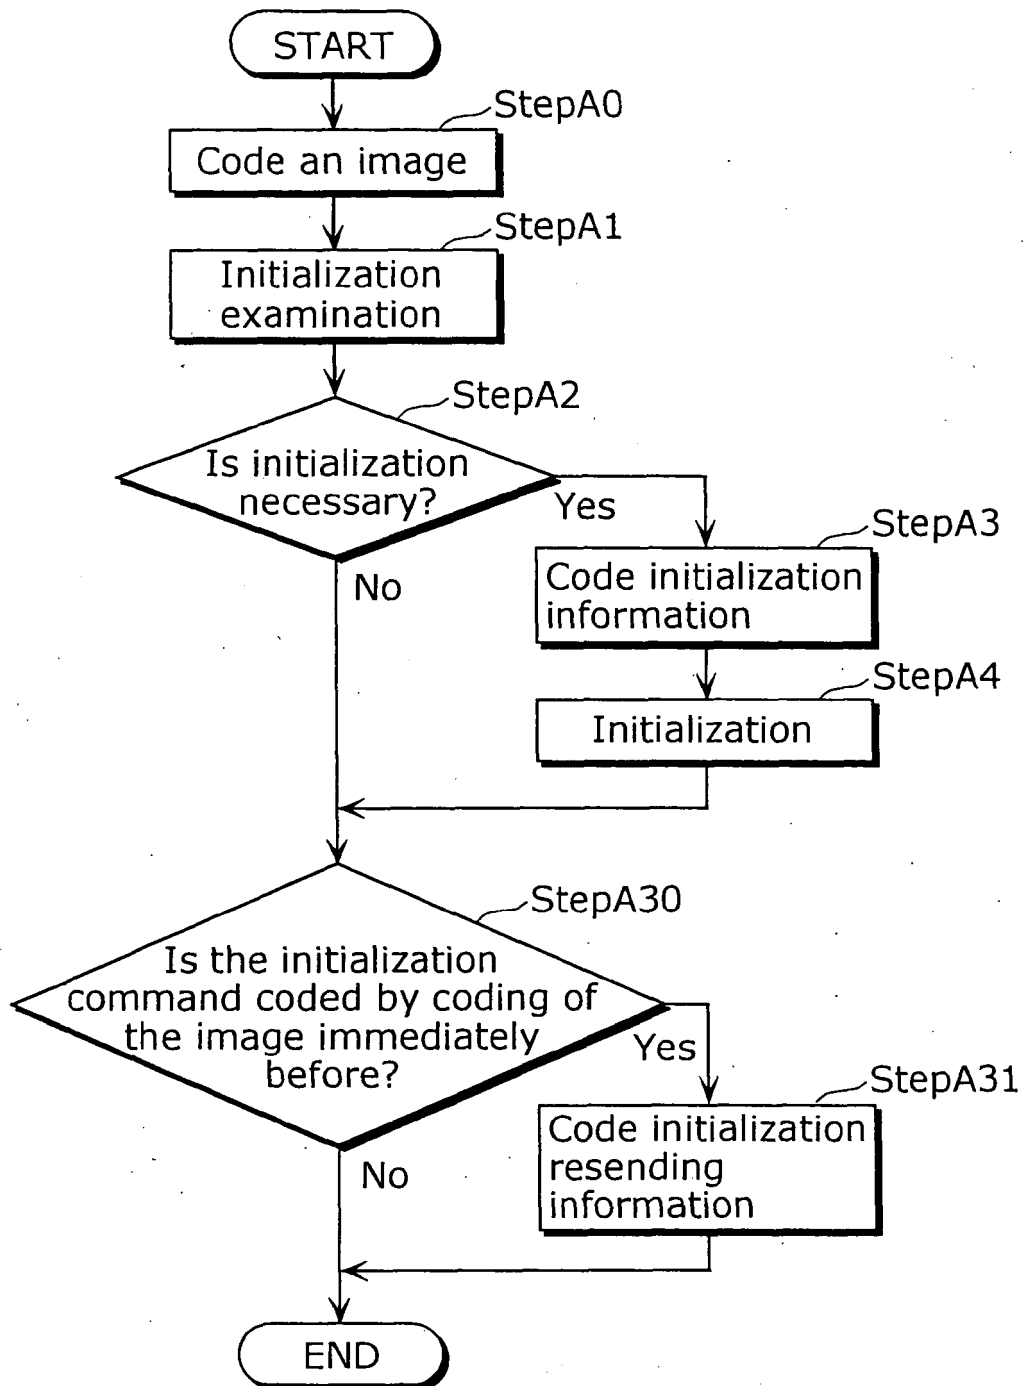 START
StepA0
Code an image
StepA1
Initialization
examination
StepA2
Is initialization
necessary?
Yes
No
StepA3
Code initialization
information
StepA4
Initialization
StepA30
Is the initialization
command coded by coding of
the image immediately
before?
Yes
No
StepA31
Code initialization
resending
information
END